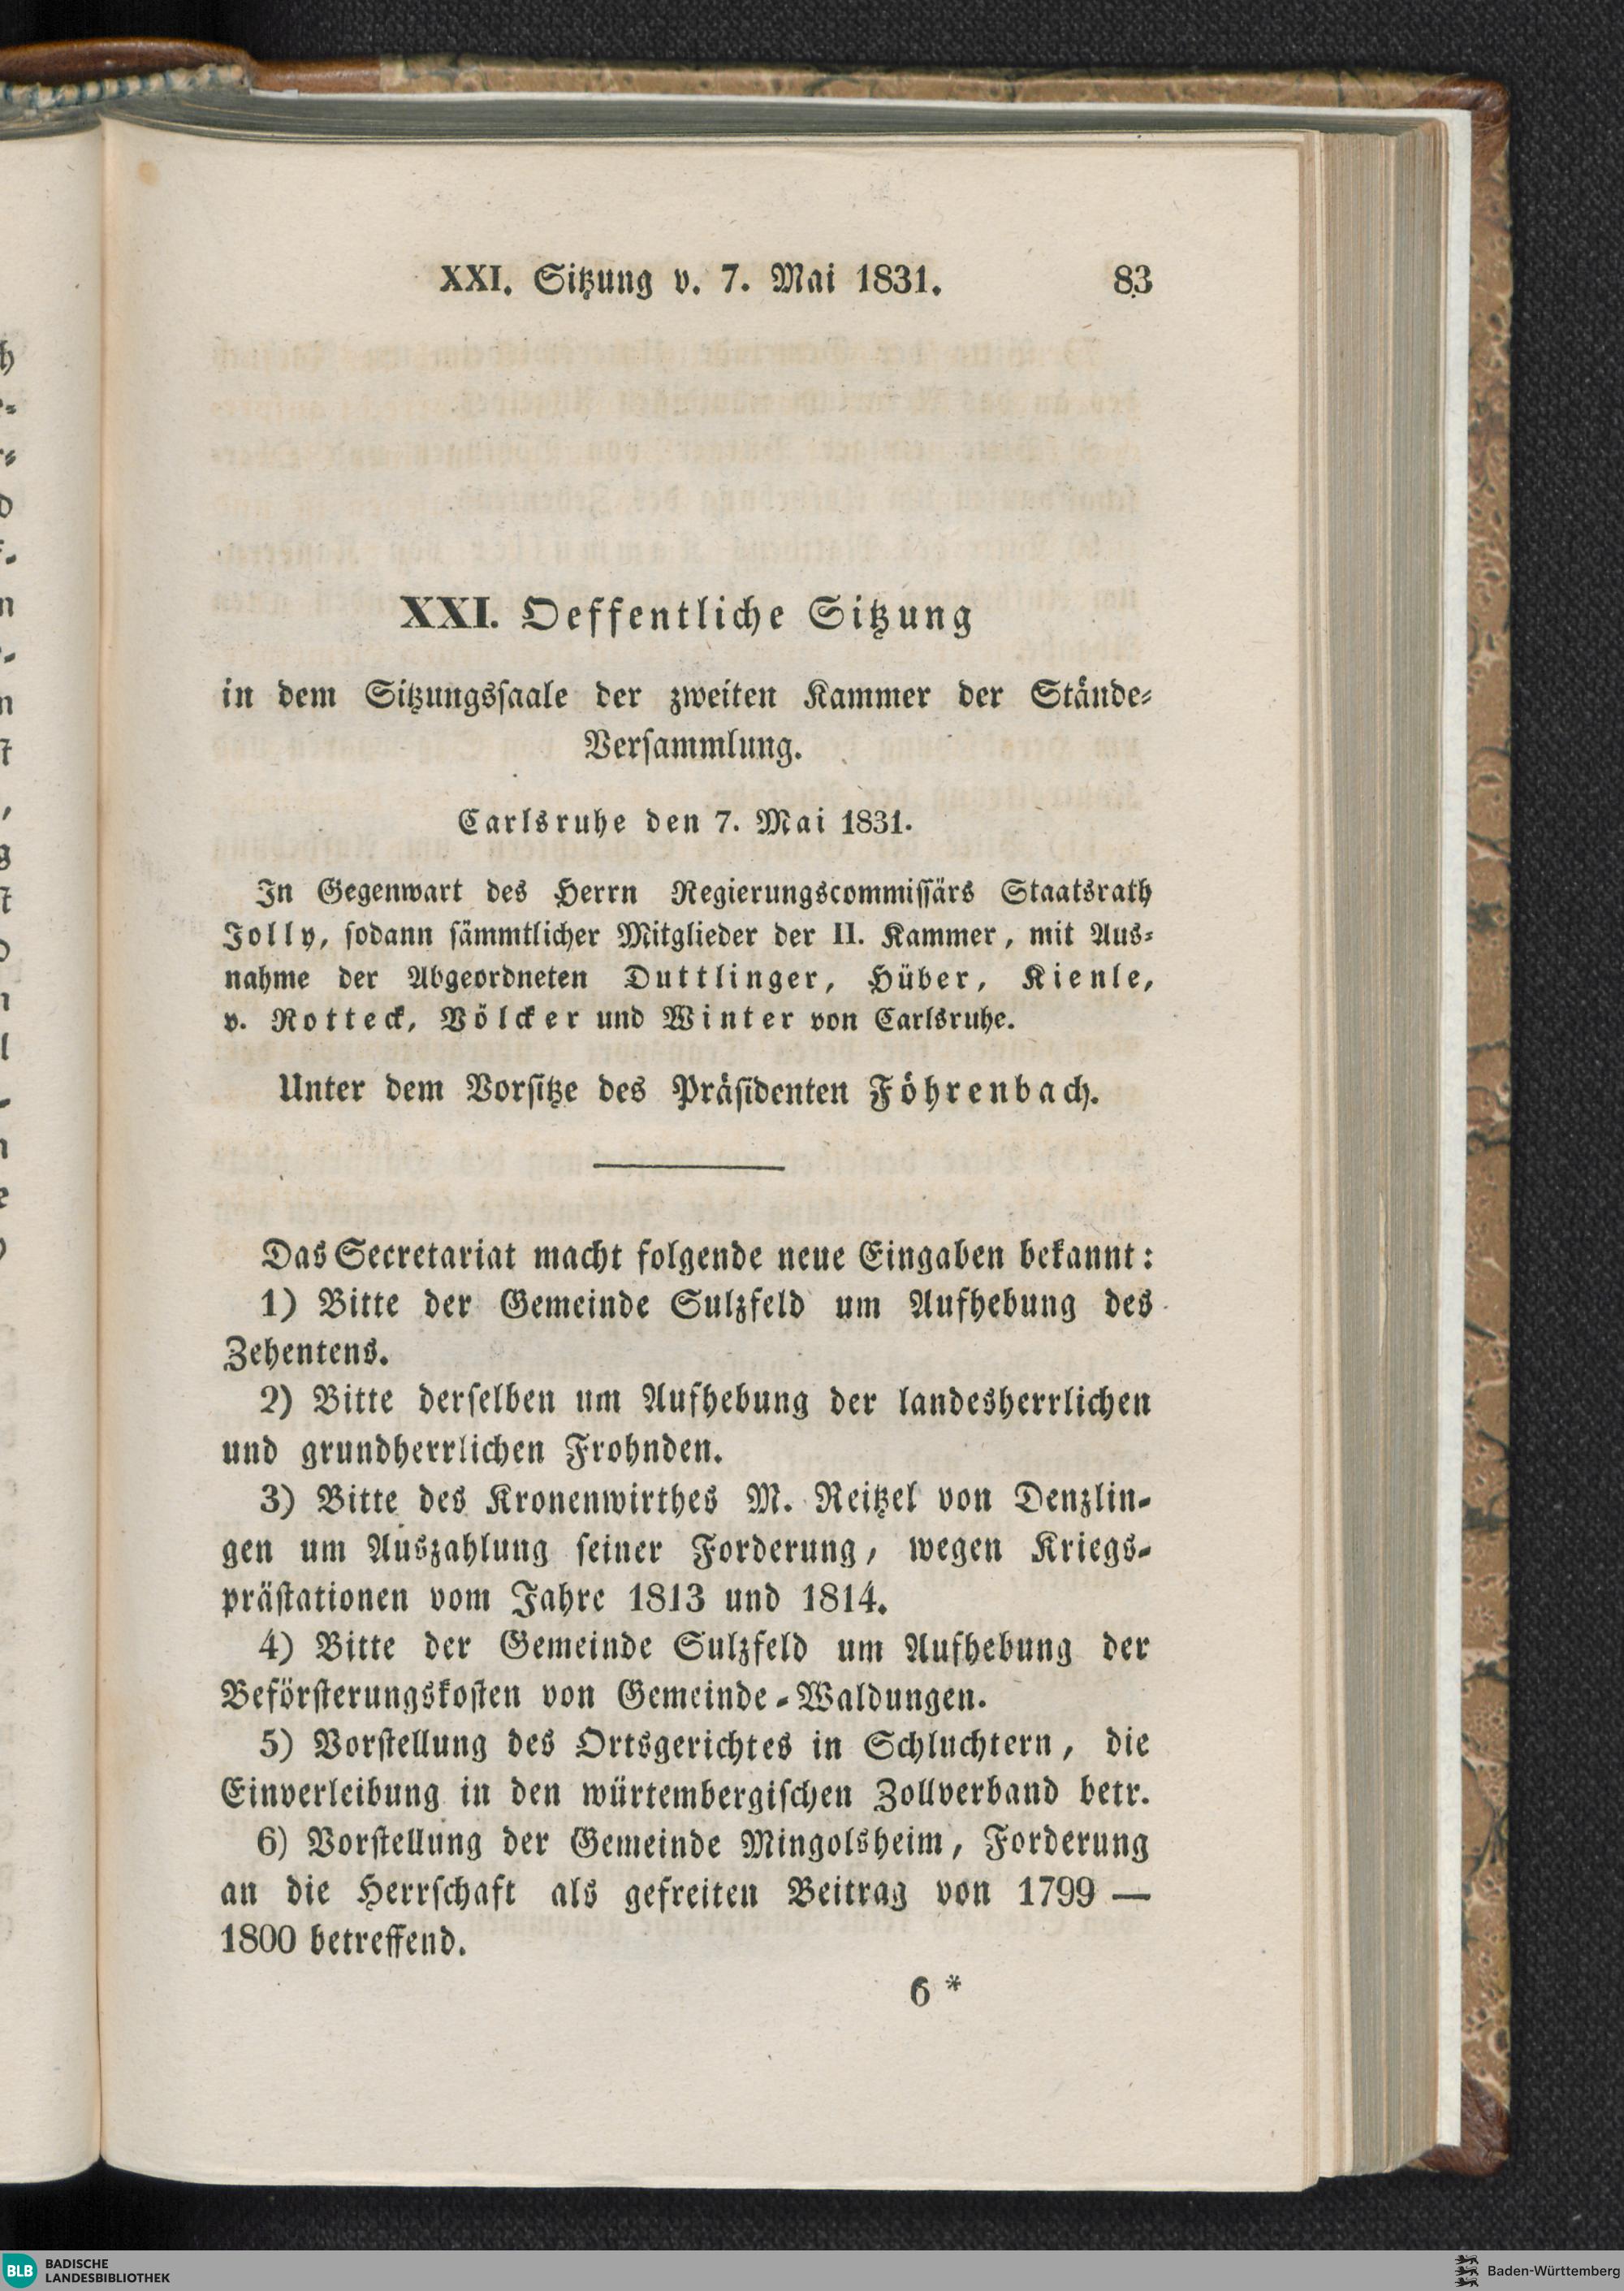 XXI. Sitzung v. 7. Mai 1831. 83
XXI. Oeffentliche Sitzung
in dem Sitzungssaale der zweiten Kammer der Stände-
Versammlung.
Carlsruhe den 7. Mai 1831.
In Gegenwart des Herrn Regierungscommissärs Staatsrath
Jolly, sodann sämmtlicher Mitglieder der II. Kammer, mit Aus-
nahme der Abgeordneten Duttlinger, Hüber, Kienle,
v. Rotteck, Völcker und Winter von Carlsruhe.
Unter dem Vorsitze des Präsidenten Föhrenbach.
Das Secretariat macht folgende neue Eingaben bekannt:
1) Bitte der Gemeinde Sulzfeld um Aufhebung des
Zehentens.
2) Bitte derselben um Aufhebung der landesherrlichen
und grundherrlichen Frohnden.
3) Bitte des Kronenwirthes M. Reitzel von Denzlin-
gen um Auszahlung seiner Forderung, wegen Kriegs-
prästationen vom Jahre 1813 und 1814.
4) Bitte der Gemeinde Sulzfeld um Aufhebung der
Beförsterungskosten von Gemeinde-Waldungen.
5) Vorstellung des Ortsgerichtes in Schluchtern, die
Einverleibung in den würtembergischen Zollverband betr.
6) Vorstellung der Gemeinde Mingolsheim, Forderung
an die Herrschaft als gefreiten Beitrag von 1799 —
1800 betreffend.
6 *
BLB BADISCHE
LANDESBIBLIOTHEK
Baden-Württemberg